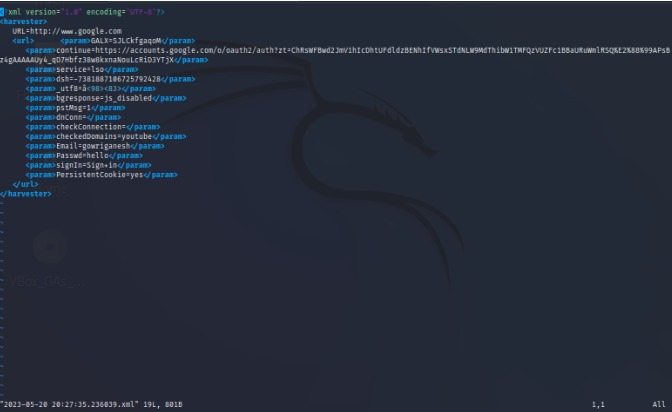 <?xml version="1.0" encoding="UTF-8"?>
<harvester>
URL=http://www.google.com
<url> <param>GALX=SJLCkfgaqoM</param>
<param>continue=https://accounts.google.com/o/oauth2/auth?zt=ChRsWFBwd2JmV1hIcDhtUFdldzBENhIfVWsxSTdNLW9MdThibW1TMFQzVUZFc1BBaURuWmlRSQ%E2%88%99APsB
z4gAAAAAUy4_qD7Hbfz38w8kxnaNouLcRiD3YTjX</param>
<param>service=lso</param>
<param>dsh=-7381887106725792428</param>
<param>_utf8=â<98><83></param>
<param>bgresponse=js_disabled</param>
<param>pstMsg=1</param>
<param>dnConn=</param>
<param>checkConnection=</param>
<param>checkedDomains=youtube</param>
<param>Email=gowriganesh</param>
<param>Passwd=hello</param>
<param>signIn=Sign+in</param>
<param>PersistentCookie=yes</param>
</url>
</harvester>
"2023-05-20 20:27:35.236039.xml" 19L, 801B 1,1 All